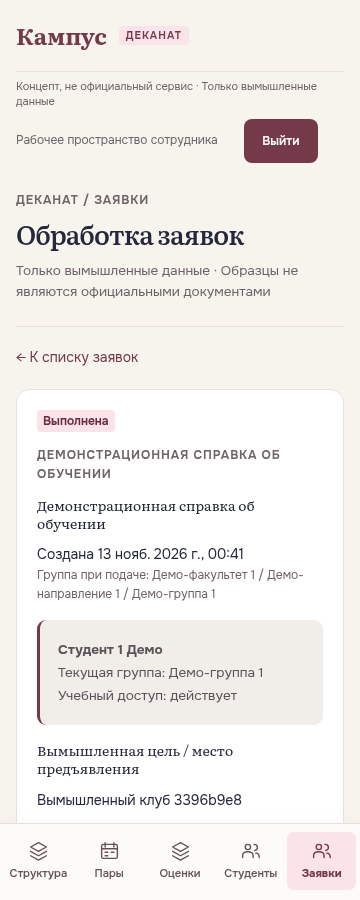 Кампус ДЕКАНАТ
Концепт, не официальный сервис · Только вымышленные
данные
Рабочее пространство сотрудника Выйти
ДЕКАНАТ / ЗАЯВКИ
Обработка заявок
Только вымышленные данные · Образцы не
являются официальными документами
← К списку заявок
Выполнена
ДЕМОНСТРАЦИОННАЯ СПРАВКА ОБ
ОБУЧЕНИИ
Демонстрационная справка об
обучении
Создана 13 нояб. 2026 г., 00:41
Группа при подаче: Демо-факультет 1 / Демо-
направление 1 / Демо-группа 1
Студент 1 Демо
Текущая группа: Демо-группа 1
Учебный доступ: действует
Вымышленная цель / место
предъявления
Вымышленный клуб 3396b9e8
Структура Пары Оценки Студенты Заявки